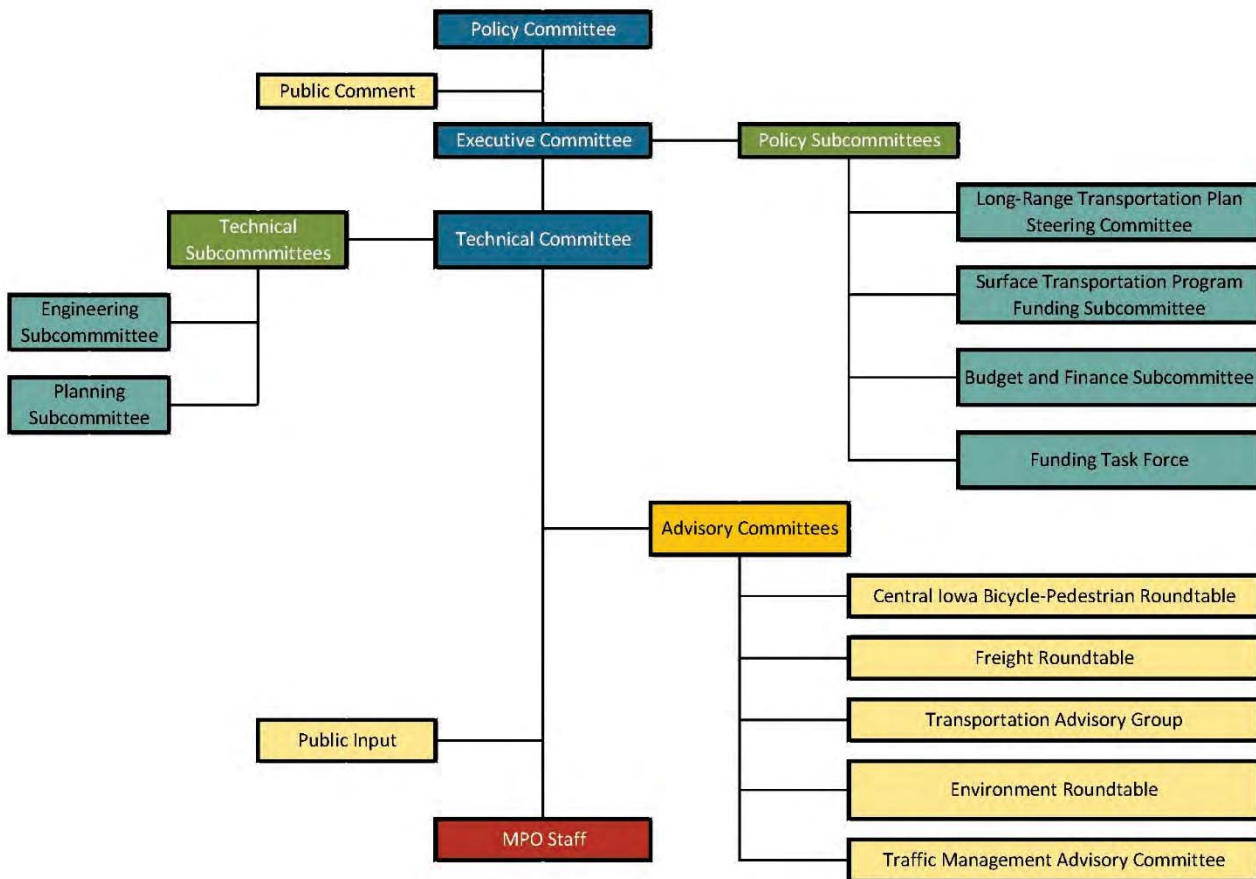 Policy Committee
Public Comment
Executive Committee
Policy Subcommittees
Long-Range Transportation Plan
Steering Committee
Technical
Subcommmittees
Technical Committee
Surface Transportation Program
Funding Subcommittee
Engineering
Subcommmittee
Budget and Finance Subcommittee
Planning
Subcommmittee
Funding Task Force
Advisory Committees
Central Iowa Bicycle-Pedestrian Roundtable
Freight Roundtable
Transportation Advisory Group
Public Input
Environment Roundtable
MPO Staff
Traffic Management Advisory Committee